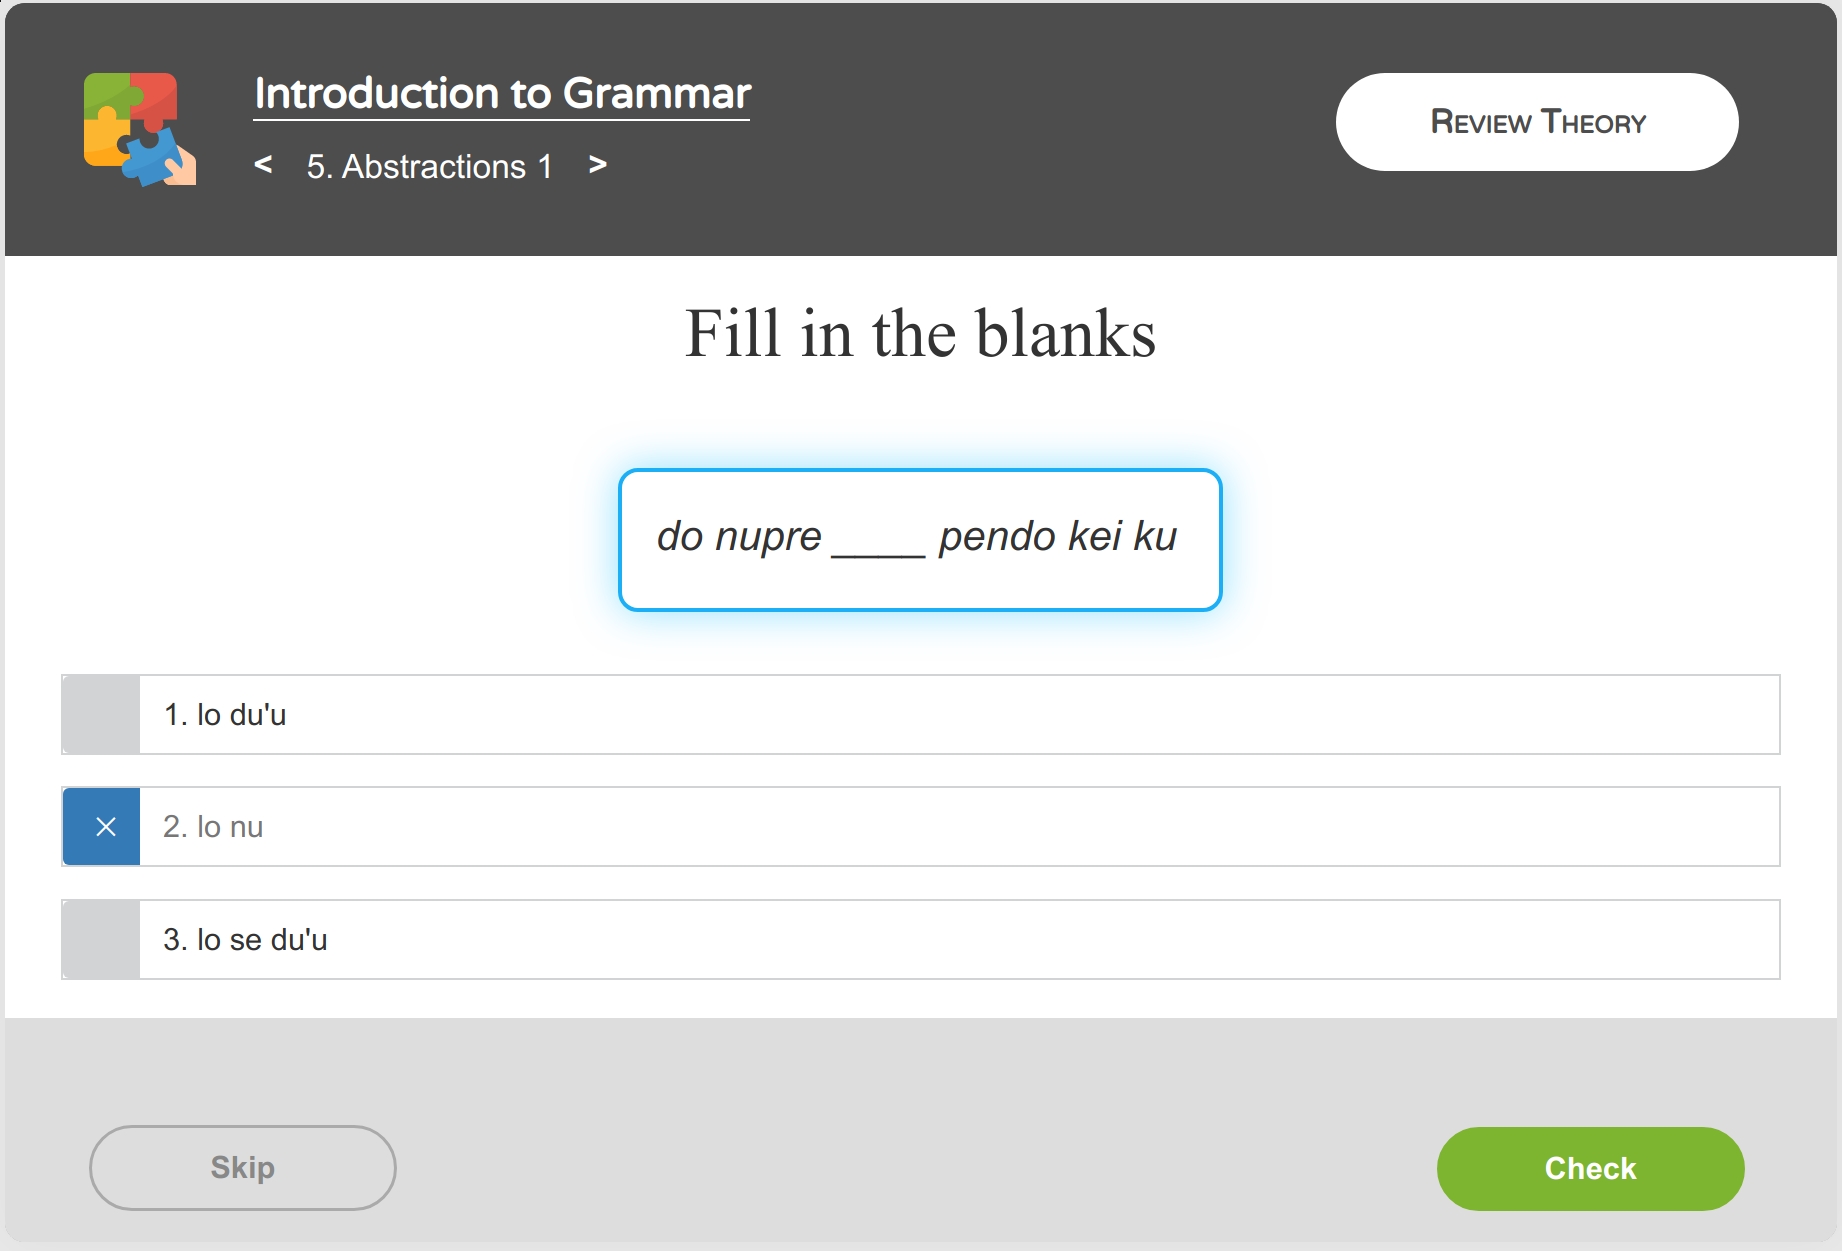 Introduction to Grammar
< 5. Abstractions 1 >
Review Theory
Fill in the blanks
do nupre ____ pendo kei ku
1. lo du'u
2. lo nu
3. lo se du'u
Skip
Check